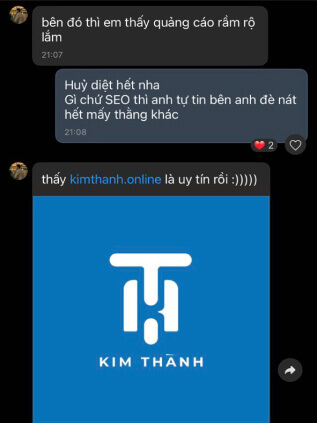 bên đó thì em thấy quảng cáo rầm rộ
lắm
21:07
Huỷ diệt hết nha
Gì chứ SEO thì anh tự tin bên anh đè nát
hết mấy thằng khác
21:08
2
thấy kimthanh.online là uy tín rồi :)))))
KIM THÀNH